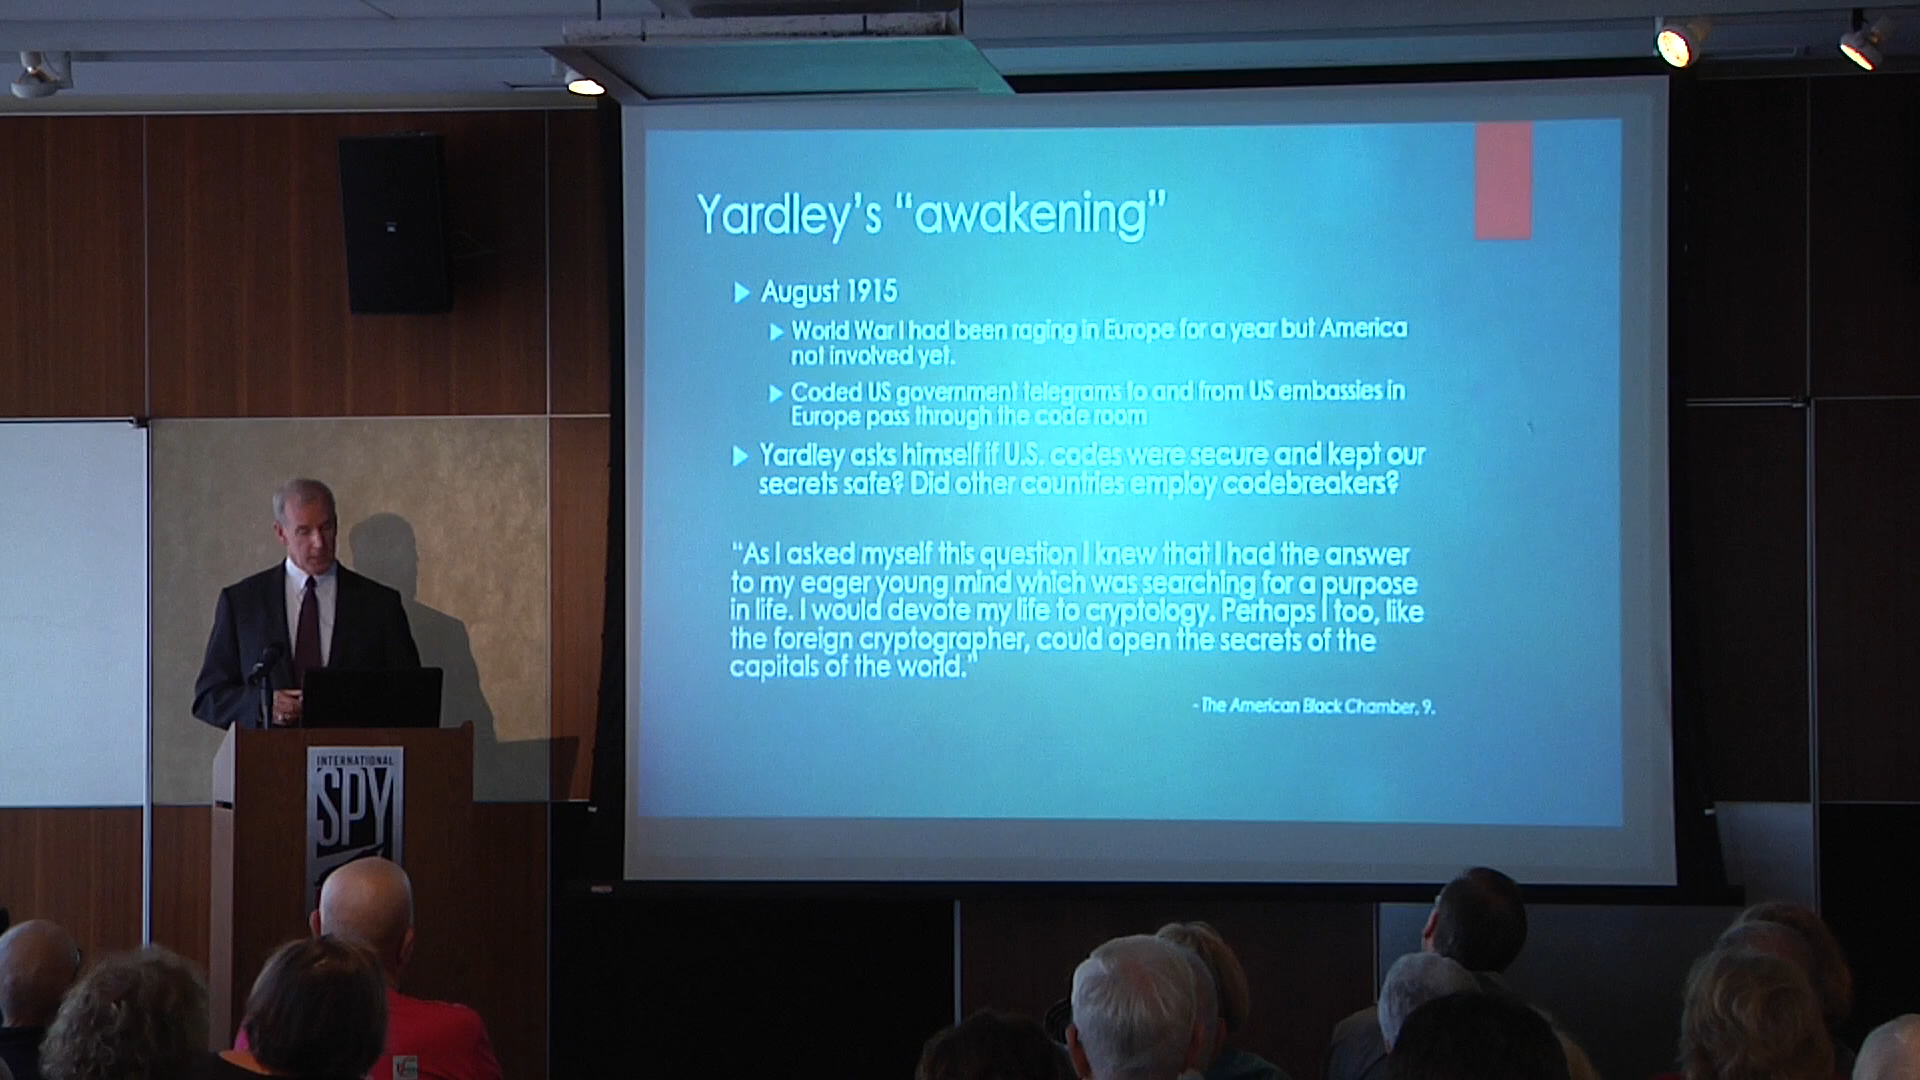 Yardley's “awakening”
August 1915
World War I had been raging in Europe for a year but America
not involved yet.
Coded US government telegrams to and from US embassies in
Europe pass through the code room
Yardley asks himself if U.S. codes were secure and kept our
secrets safe? Did other countries employ codebreakers?
“As I asked myself this question I knew that I had the answer
to my eager young mind which was searching for a purpose
in life. I would devote my life to cryptology. Perhaps I too, like
the foreign cryptographer, could open the secrets of the
capitals of the world.”
- The American Black Chamber, 9.
INTERNATIONAL
SPY